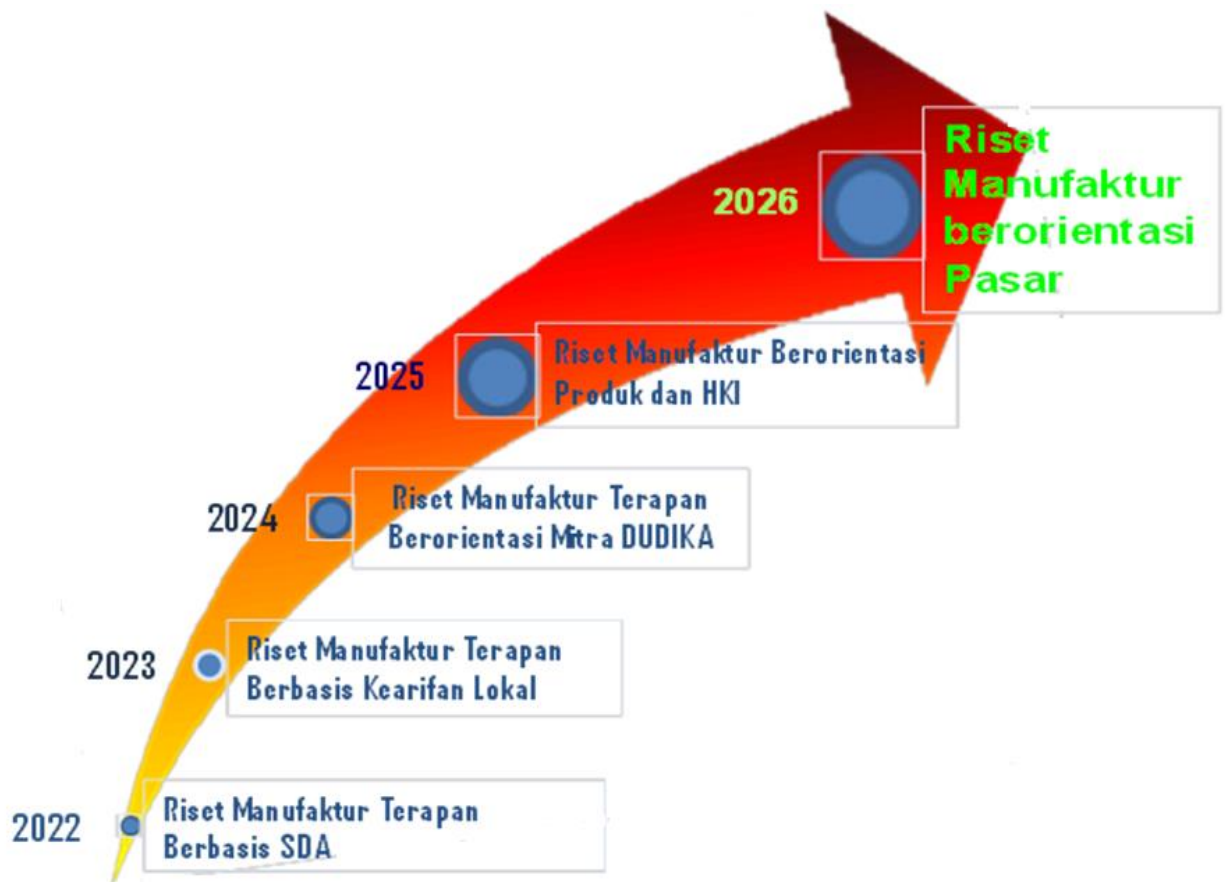 2026
Riset
Manufaktur
berorientasi
Pasar
2025
Riset Manufaktur Berorientasi
Produk dan HKI
2024
Riset Manufaktur Terapan
Berorientasi Mitra DUDIKA
2023
Riset Manufaktur Terapan
Berbasis Kearifan Lokal
2022
Riset Manufaktur Terapan
Berbasis SDA